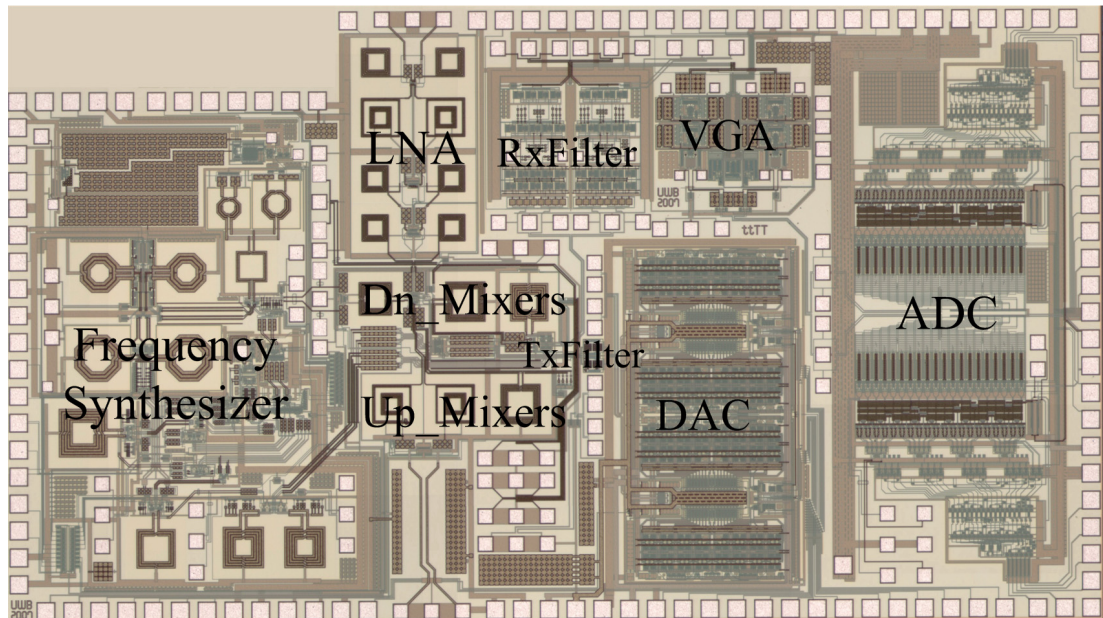 LNA
RxFilter
VGA
UWB
2007
ttTT
Dn_Mixers
ADC
Frequency
Synthesizer
TxFilter
Up_Mixers
DAC
UWB
2007